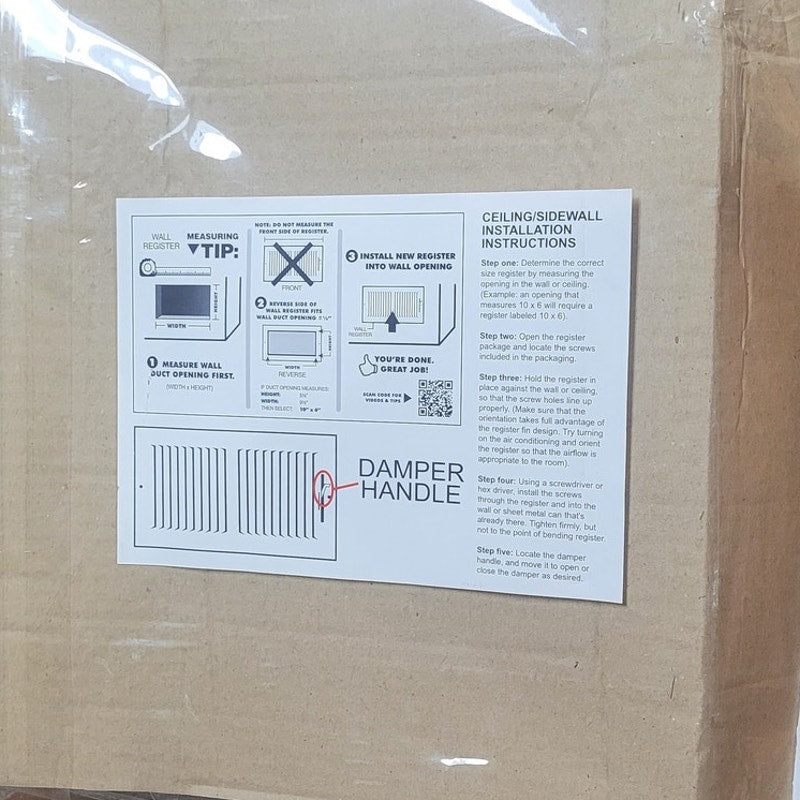 WALL
REGISTER
MEASURING
TIP:
HEIGHT
WIDTH
1 MEASURE WALL
DUCT OPENING FIRST.
(WIDTH x HEIGHT)
NOTE: DO NOT MEASURE THE
FRONT SIDE OF REGISTER.
FRONT
2 REVERSE SIDE OF
WALL REGISTER FITS
WALL DUCT OPENING
HEIGHT
WIDTH
REVERSE
IF DUCT OPENING MEASURES:
HEIGHT:
WIDTH:
THEN SELECT: 10" x 6"
3 INSTALL NEW REGISTER
INTO WALL OPENING
WALL
REGISTER
YOU'RE DONE.
GREAT JOB!
SCAN CODE FOR
VIDEOS & TIPS
DAMPER
HANDLE
CEILING/SIDEWALL
INSTALLATION
INSTRUCTIONS
Step one: Determine the correct
size register by measuring the
opening in the wall or ceiling.
(Example: an opening that
measures 10 x 6 will require a
register labeled 10 x 6).
Step two: Open the register
package and locate the screws
included in the packaging.
Step three: Hold the register in
place against the wall or ceiling,
so that the screw holes line up
properly. (Make sure that the
orientation takes full advantage of
the register fin design. Try turning
on the air conditioning and orient
the register so that the airflow is
appropriate to the room).
Step four: Using a screwdriver or
hex driver, install the screws
through the register and into the
wall or sheet metal can that's
already there. Tighten firmly, but
not to the point of bending register.
Step five: Locate the damper
handle, and move it to open or
close the damper as desired.